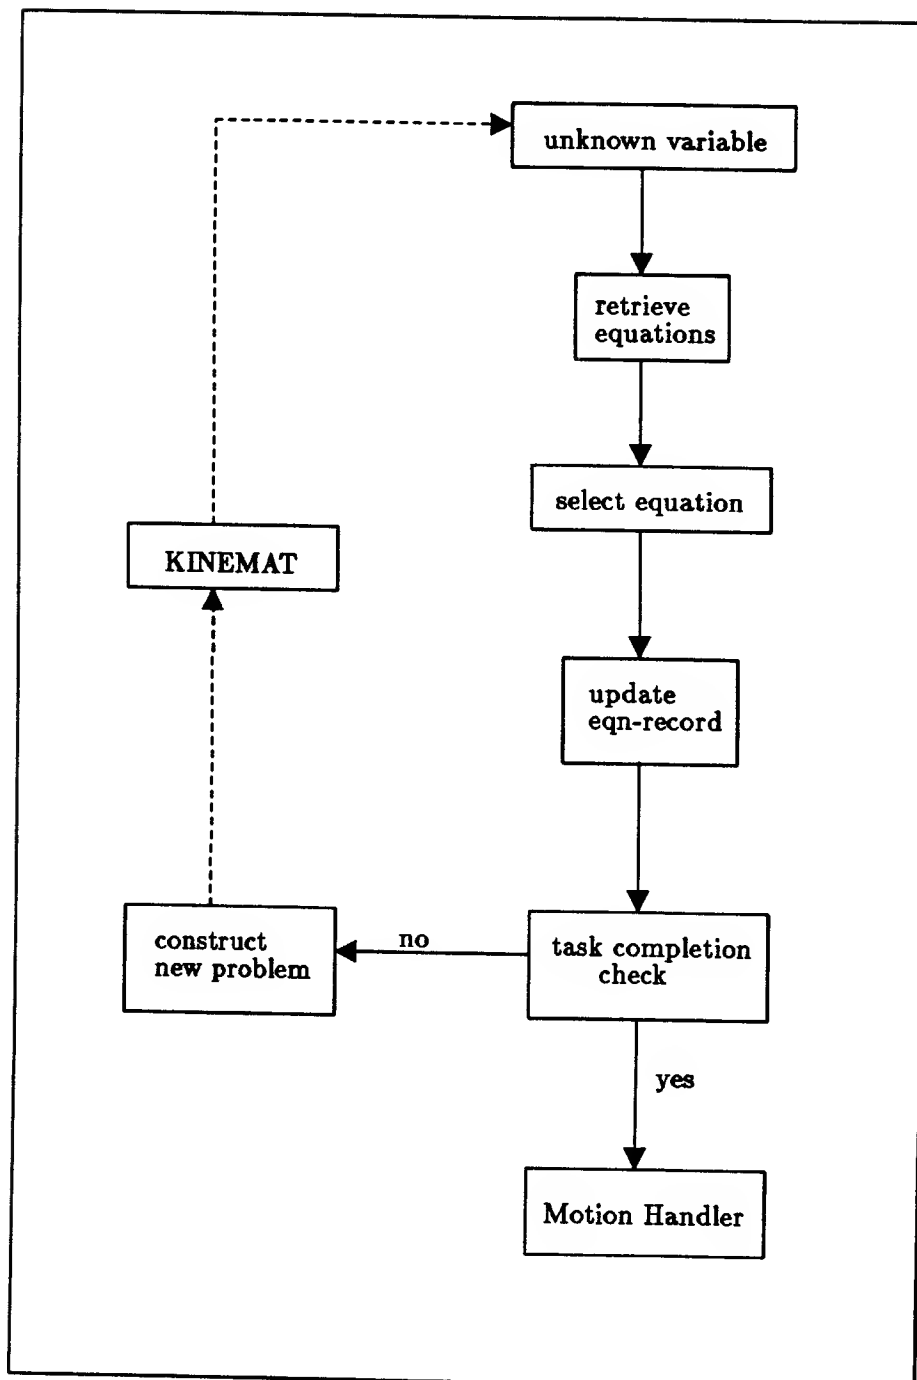 unknown variable
retrieve
equations
select equation
KINEMAT
update
eqn-record
construct
new problem
no
task completion
check
yes
Motion Handler